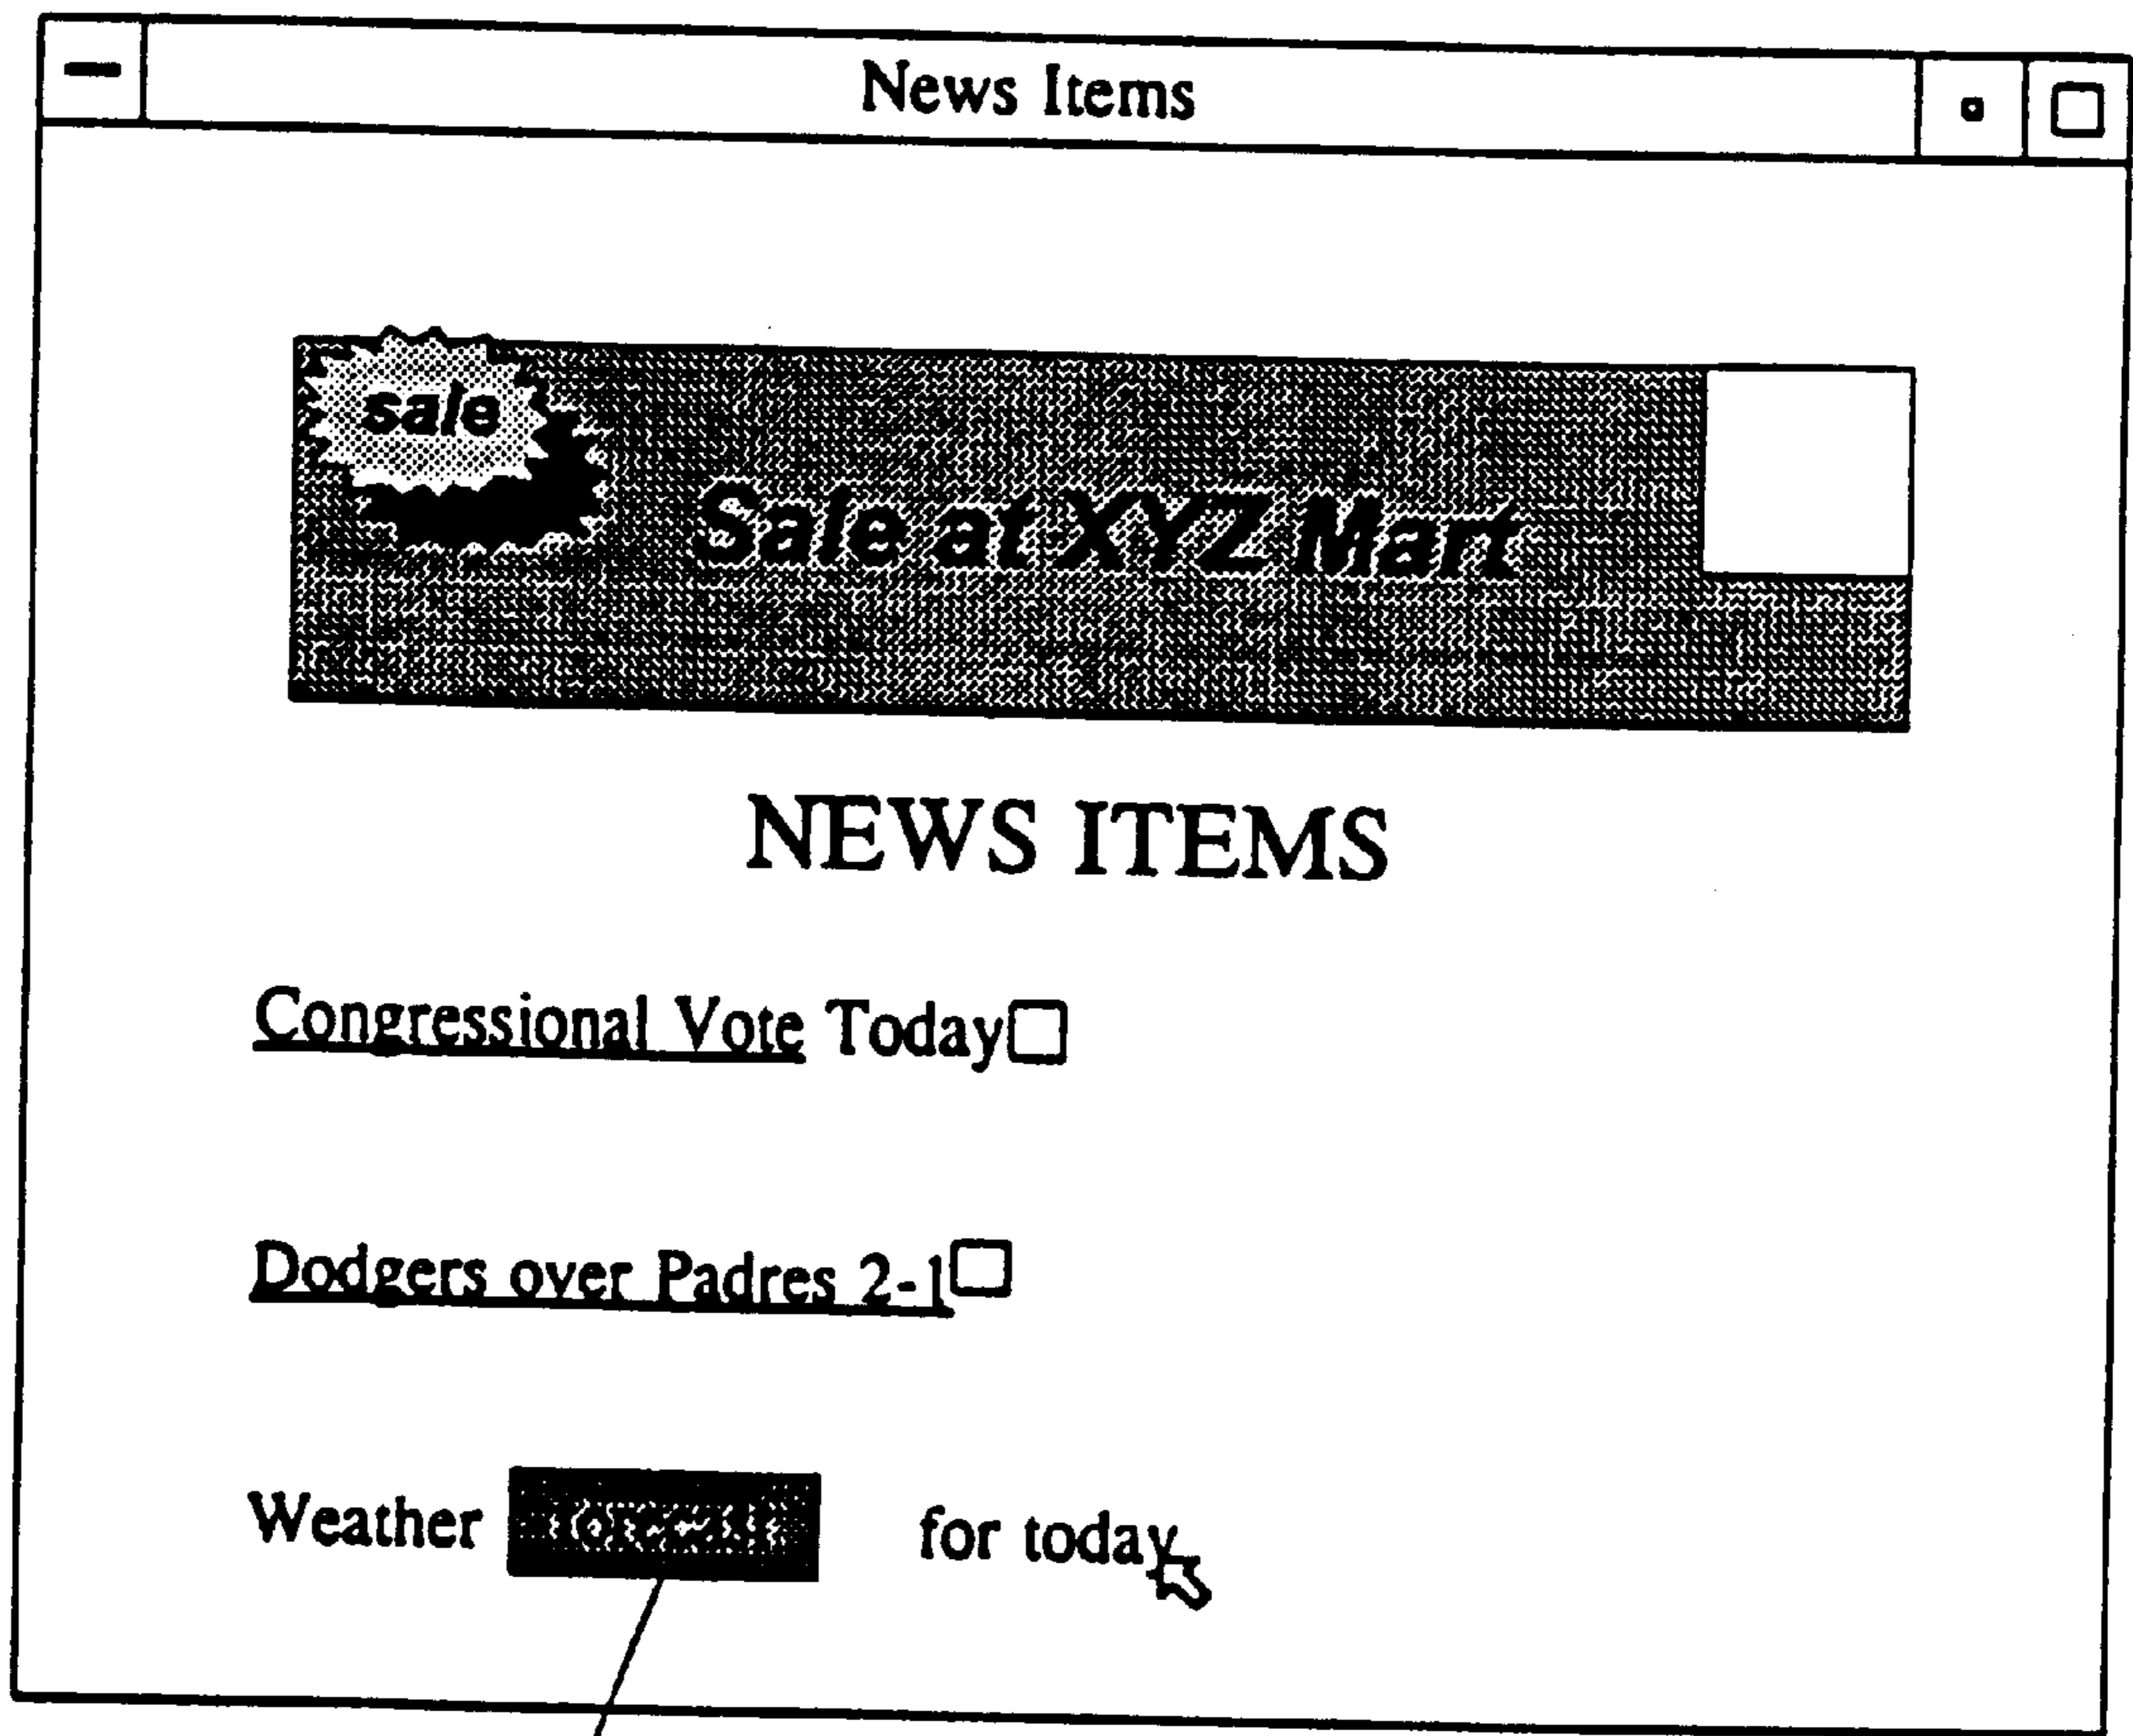 News Items
sale
Sale at XYZ Mart
NEWS ITEMS
Congressional Vote Today
Dodgers over Padres 2-1
Weather forecast for today